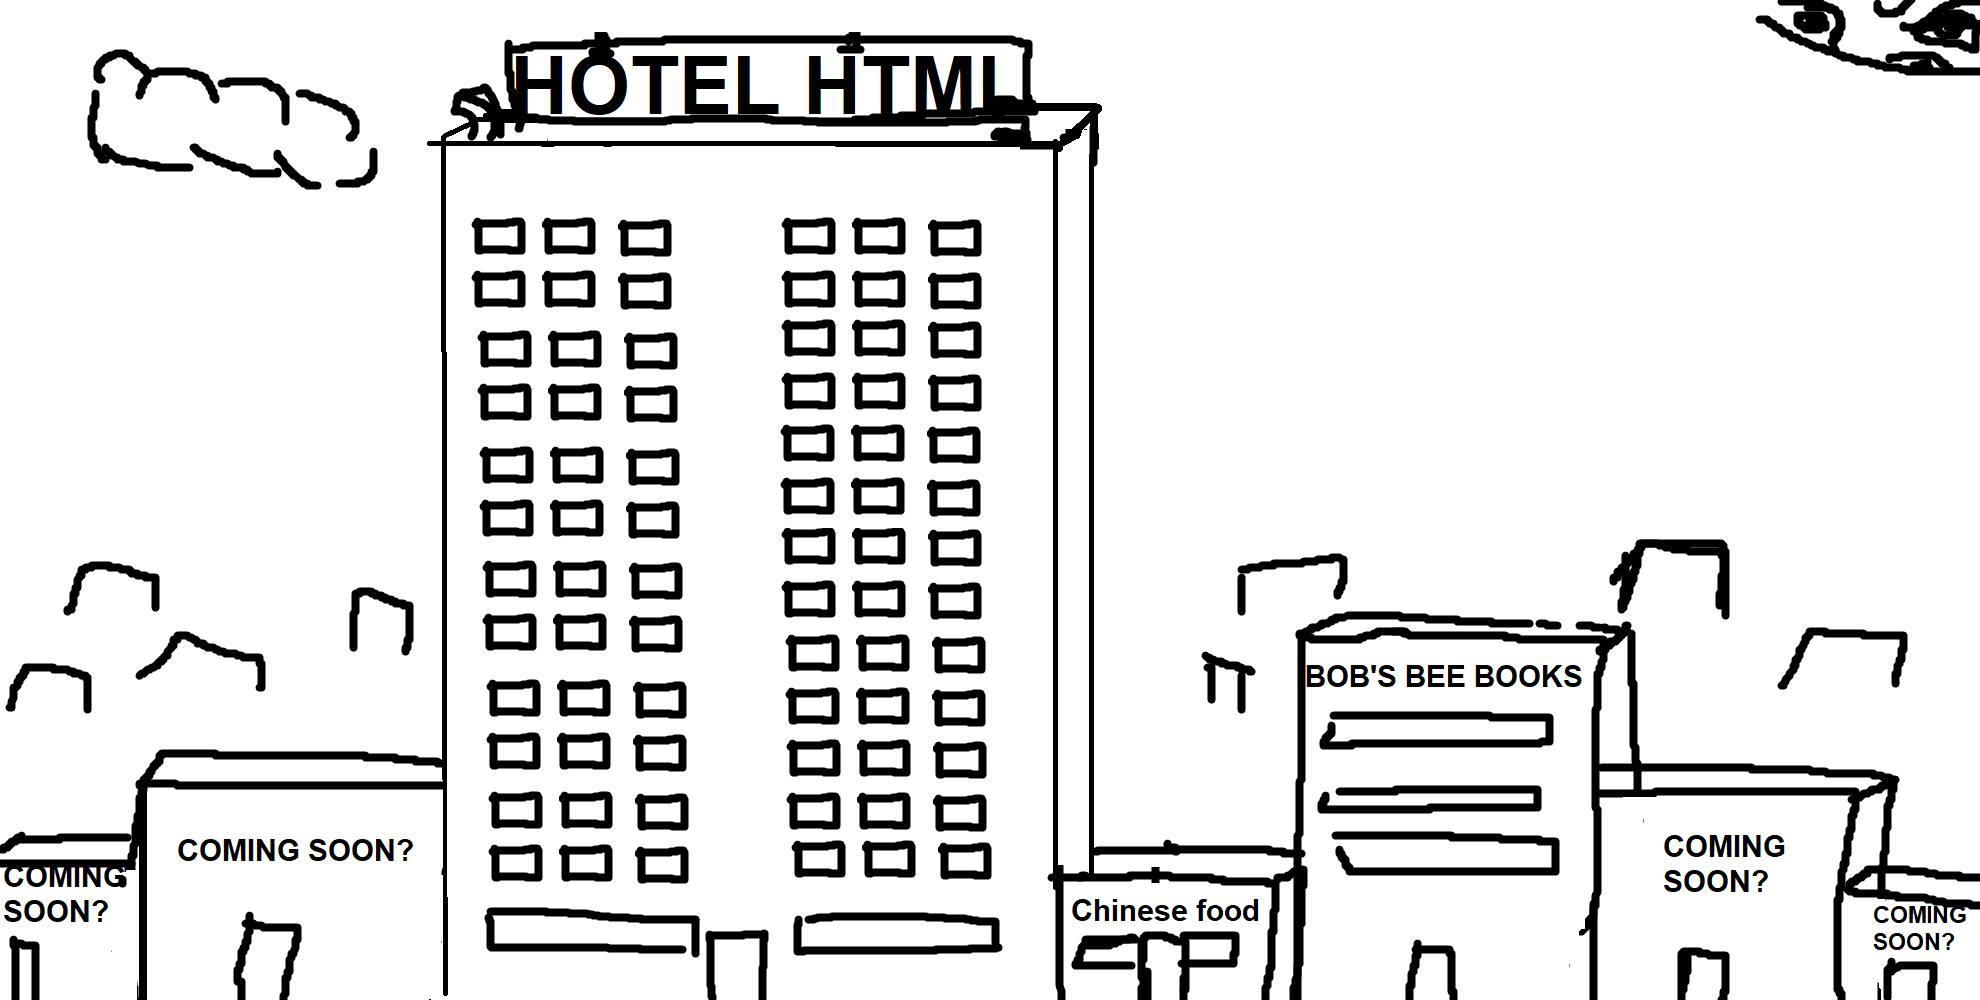 HOTEL HTML
BOB'S BEE BOOKS
COMING SOON?
COMING
SOON?
COMING
SOON?
Chinese food
COMING
SOON?